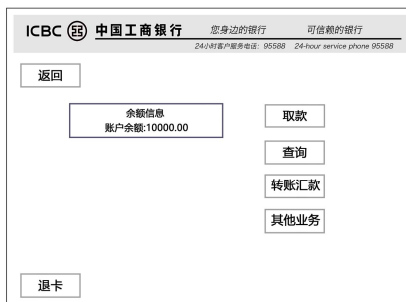 ICBC 中国工商银行 您身边的银行 可信赖的银行
24小时客户服务电话：95588 24-hour service phone 95588
返回
余额信息
账户余额:10000.00
取款
查询
转账汇款
其他业务
退卡